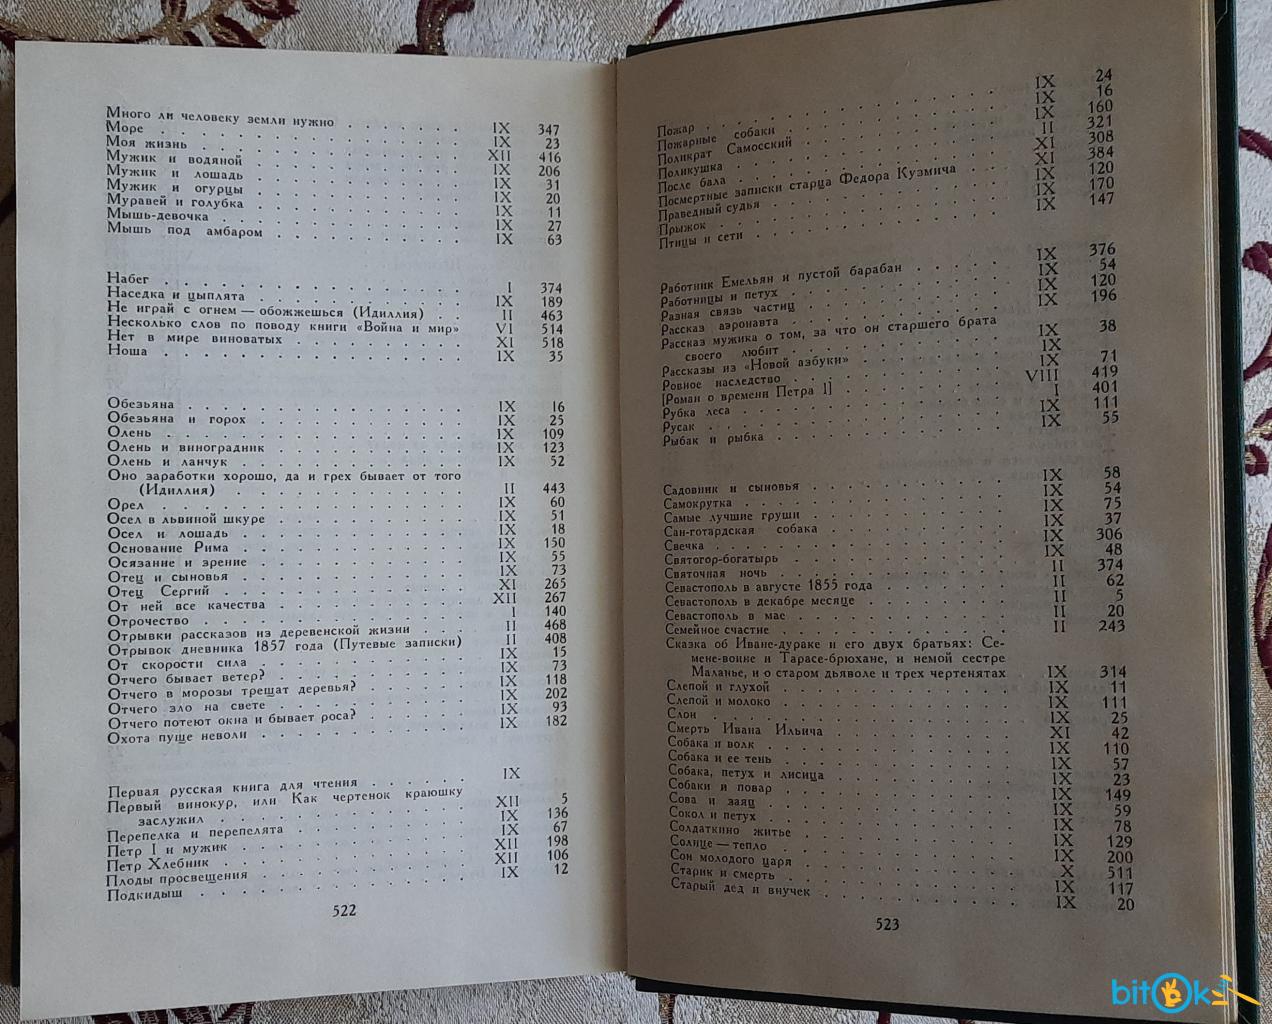 Много ли человеку земли нужно . . . . . . . IX 347
Море . . . . . . . IX 23
Моя жизнь . . . . . . . XII 416
Мужик и водяной . . . . . . . IX 206
Мужик и лошадь . . . . . . . IX 31
Мужик и огурцы . . . . . . . IX 20
Муравей и голубка . . . . . . . IX 11
Мышь-девочка . . . . . . . IX 27
Мышь под амбаром . . . . . . . IX 63
Набег . . . . . . . I 374
Наседка и цыплята . . . . . . . IX 189
Не играй с огнем — обожжешься (Идиллия) . . II 463
Несколько слов по поводу книги «Война и мир» VI 514
Нет в мире виноватых . . . . . . . XI 518
Ноша . . . . . . . IX 35
Обезьяна . . . . . . . IX 16
Обезьяна и горох . . . . . . . IX 25
Олень . . . . . . . IX 109
Олень и виноградник . . . . . . . IX 123
Олень и ланчук . . . . . . . IX 52
Оно заработки хорошо, да и грех бывает от того
(Идиллия) . . . . . . . II 443
Орел . . . . . . . IX 60
Осел в львиной шкуре . . . . . . . IX 51
Осел и лошадь . . . . . . . IX 18
Основание Рима . . . . . . . IX 150
Осязание и зрение . . . . . . . IX 55
Отец и сыновья . . . . . . . IX 73
Отец Сергий . . . . . . . XI 265
От ней все качества . . . . . . . XII 267
Отрочество . . . . . . . I 140
Отрывки рассказов из деревенской жизни . . . II 468
Отрывок дневника 1857 года (Путевые записки) II 408
От скорости сила . . . . . . . IX 15
Отчего бывает ветер? . . . . . . . IX 73
Отчего в морозы трещат деревья? . . . . . . . IX 118
Отчего зло на свете . . . . . . . IX 202
Отчего потеют окна и бывает роса? . . . . . . IX 93
Охота пуще неволи . . . . . . . IX 182
Первая русская книга для чтения . . . . . IX
Первый винокур, или Как чертенок краюшку
заслужил . . . . . . . XII 5
Перепелка и перепелята . . . . . . . IX 136
Петр I и мужик . . . . . . . IX 67
Петр Хлебник . . . . . . . XII 198
Плоды просвещения . . . . . . . XII 106
Подкидыш . . . . . . . IX 12
522
Пожар . . . . . . . IX 24
Пожарные собаки . . . . . . . IX 16
Поликрат Самосский . . . . . . . IX 160
Поликушка . . . . . . . II 321
После бала . . . . . . . XI 308
Посмертные записки старца Федора Кузмича . . . XI 384
Праведный судья . . . . . . . IX 120
Прыжок . . . . . . . IX 170
Птицы и сети . . . . . . . IX 147
Работник Емельян и пустой барабан . . . . . IX 376
Работницы и петух . . . . . . . IX 54
Разная связь частиц . . . . . . . IX 120
Рассказ аэронавта . . . . . . . IX 196
Рассказ мужика о том, за что он старшего брата
своего любит . . . . . . . IX 38
Рассказы из «Новой азбуки» . . . . . . . IX
Ровное наследство . . . . . . . IX 71
[Роман о времени Петра I] . . . . . . . VIII 419
Рубка леса . . . . . . . I 401
Русак . . . . . . . IX 111
Рыбак и рыбка . . . . . . . IX 55
Садовник и сыновья . . . . . . . IX 58
Самокрутка . . . . . . . IX 54
Самые лучшие груши . . . . . . . IX 75
Сан-готардская собака . . . . . . . IX 37
Свечка . . . . . . . IX 306
Святогор-богатырь . . . . . . . IX 48
Святочная ночь . . . . . . . II 374
Севастополь в августе 1855 года . . . . . . . II 62
Севастополь в декабре месяце . . . . . . . II 5
Севастополь в мае . . . . . . . II 20
Семейное счастие . . . . . . . II 243
Сказка об Иване-дураке и его двух братьях: Се-
мене-воине и Тарасе-брюхане, и немой сестре
Маланье, и о старом дьяволе и трех чертенятах IX 314
Слепой и глухой . . . . . . . IX 11
Слепой и молоко . . . . . . . IX 111
Слон . . . . . . . IX 25
Смерть Ивана Ильича . . . . . . . XI 42
Собака и волк . . . . . . . IX 110
Собака и ее тень . . . . . . . IX 57
Собака, петух и лисица . . . . . . . IX 23
Собаки и повар . . . . . . . IX 149
Сова и заяц . . . . . . . IX 59
Сокол и петух . . . . . . . IX 78
Солдаткино житье . . . . . . . IX 129
Солнце — тепло . . . . . . . IX 200
Сон молодого царя . . . . . . . X 511
Старик и смерть . . . . . . . IX 117
Старый дед и внучек . . . . . . . IX 20
523
bitok